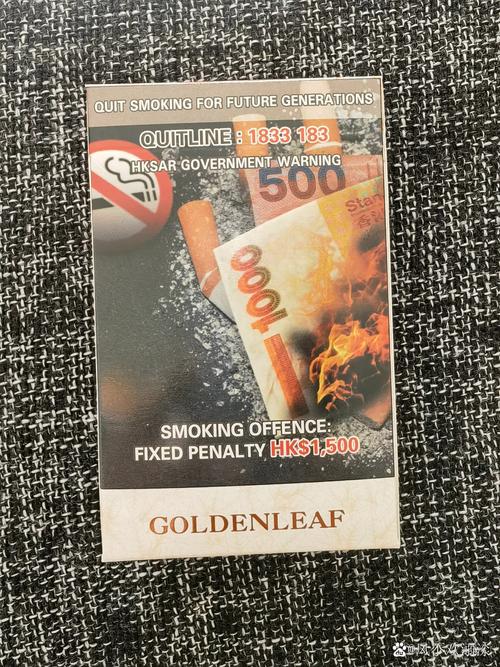 QUIT SMOKING FOR FUTURE GENERATIONS
QUITLINE : 1833 183
HKSAR GOVERNMENT WARNING
500
Stan
1000
SMOKING OFFENCE:
FIXED PENALTY HK$1,500
GOLDENLEAF